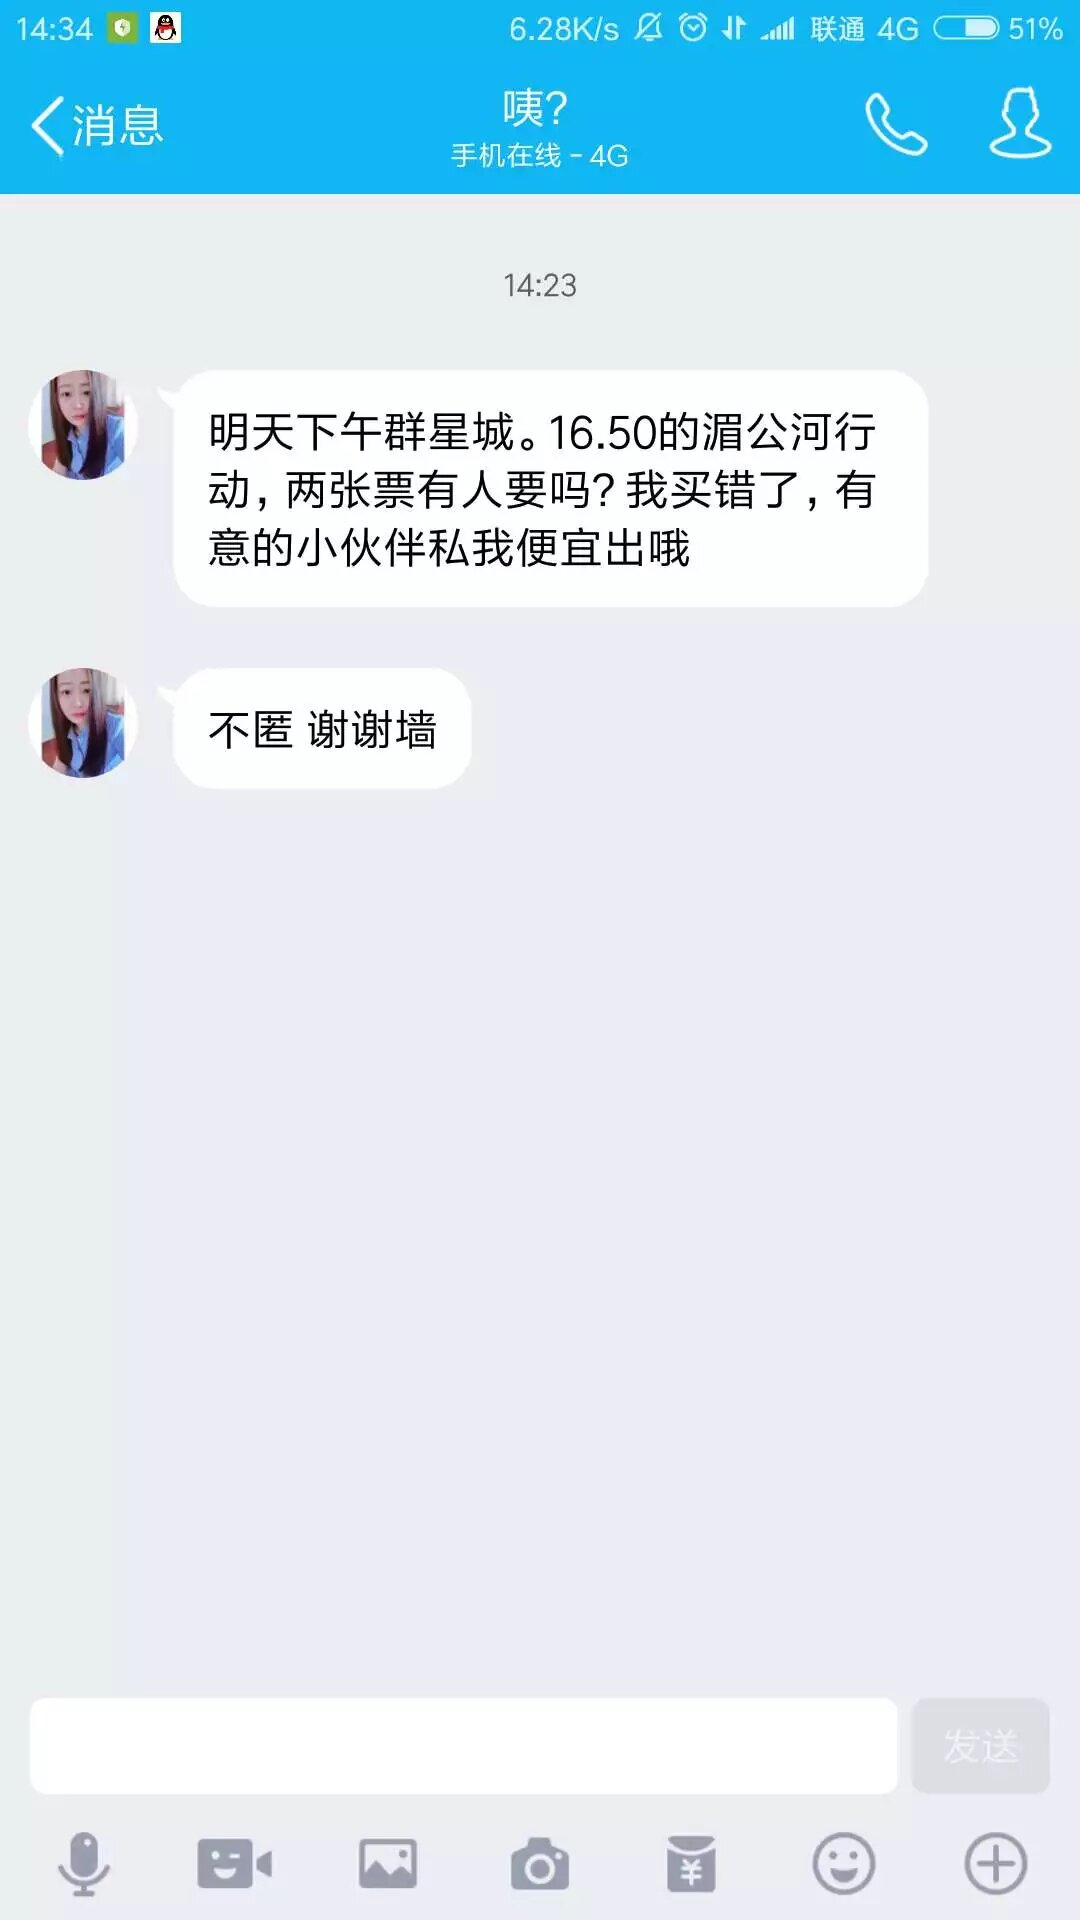 14:34
6.28K/s 联通 4G 51%
消息
咦?
手机在线 - 4G
14:23
明天下午群星城。16.50的湄公河行
动，两张票有人要吗？我买错了，有
意的小伙伴私我便宜出哦
不匿 谢谢墙
发送